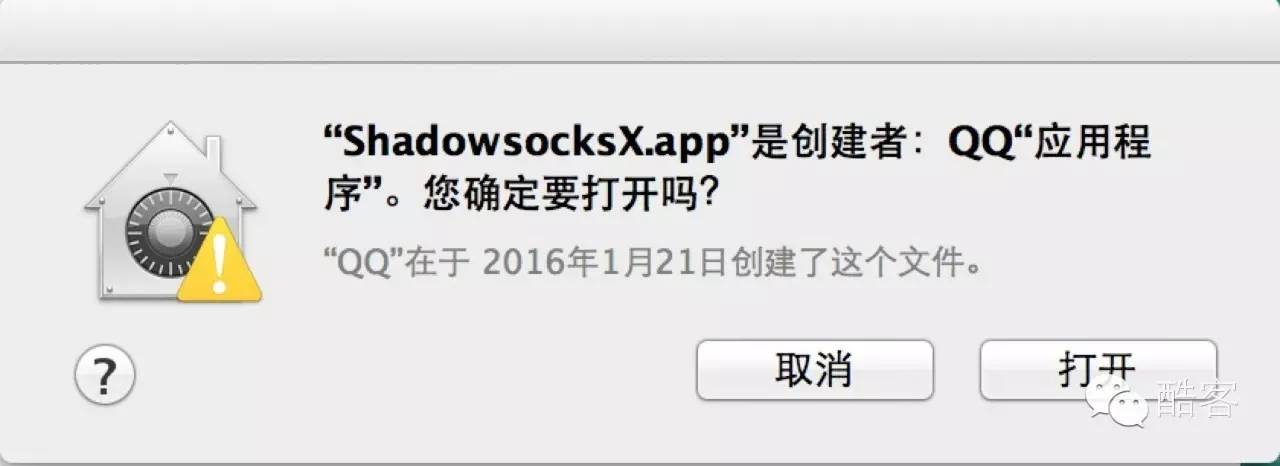 “ShadowsocksX.app”是创建者：QQ“应用程
序”。您确定要打开吗？
“QQ”在于 2016年1月21日创建了这个文件。
?
取消
打开
酷客